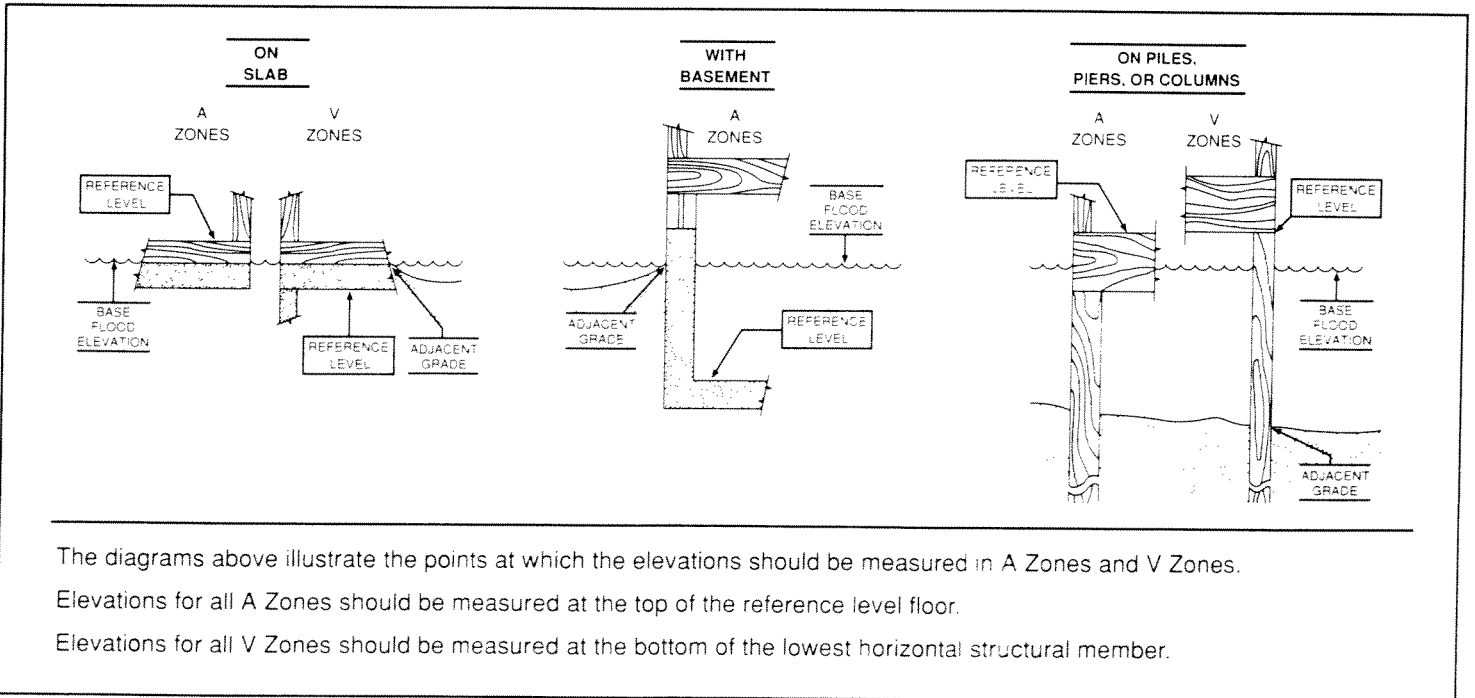 ON
SLAB
A
ZONES
V
ZONES
REFERENCE
LEVEL
BASE
FLOOD
ELEVATION
REFERENCE
LEVEL
ADJACENT
GRADE
WITH
BASEMENT
A
ZONES
BASE
FLOOD
ELEVATION
ADJACENT
GRADE
REFERENCE
LEVEL
ON PILES,
PIERS, OR COLUMNS
A
ZONES
V
ZONES
REFERENCE
LEVEL
REFERENCE
LEVEL
BASE
FLOOD
ELEVATION
ADJACENT
GRADE
The diagrams above illustrate the points at which the elevations should be measured in A Zones and V Zones.
Elevations for all A Zones should be measured at the top of the reference level floor.
Elevations for all V Zones should be measured at the bottom of the lowest horizontal structural member.